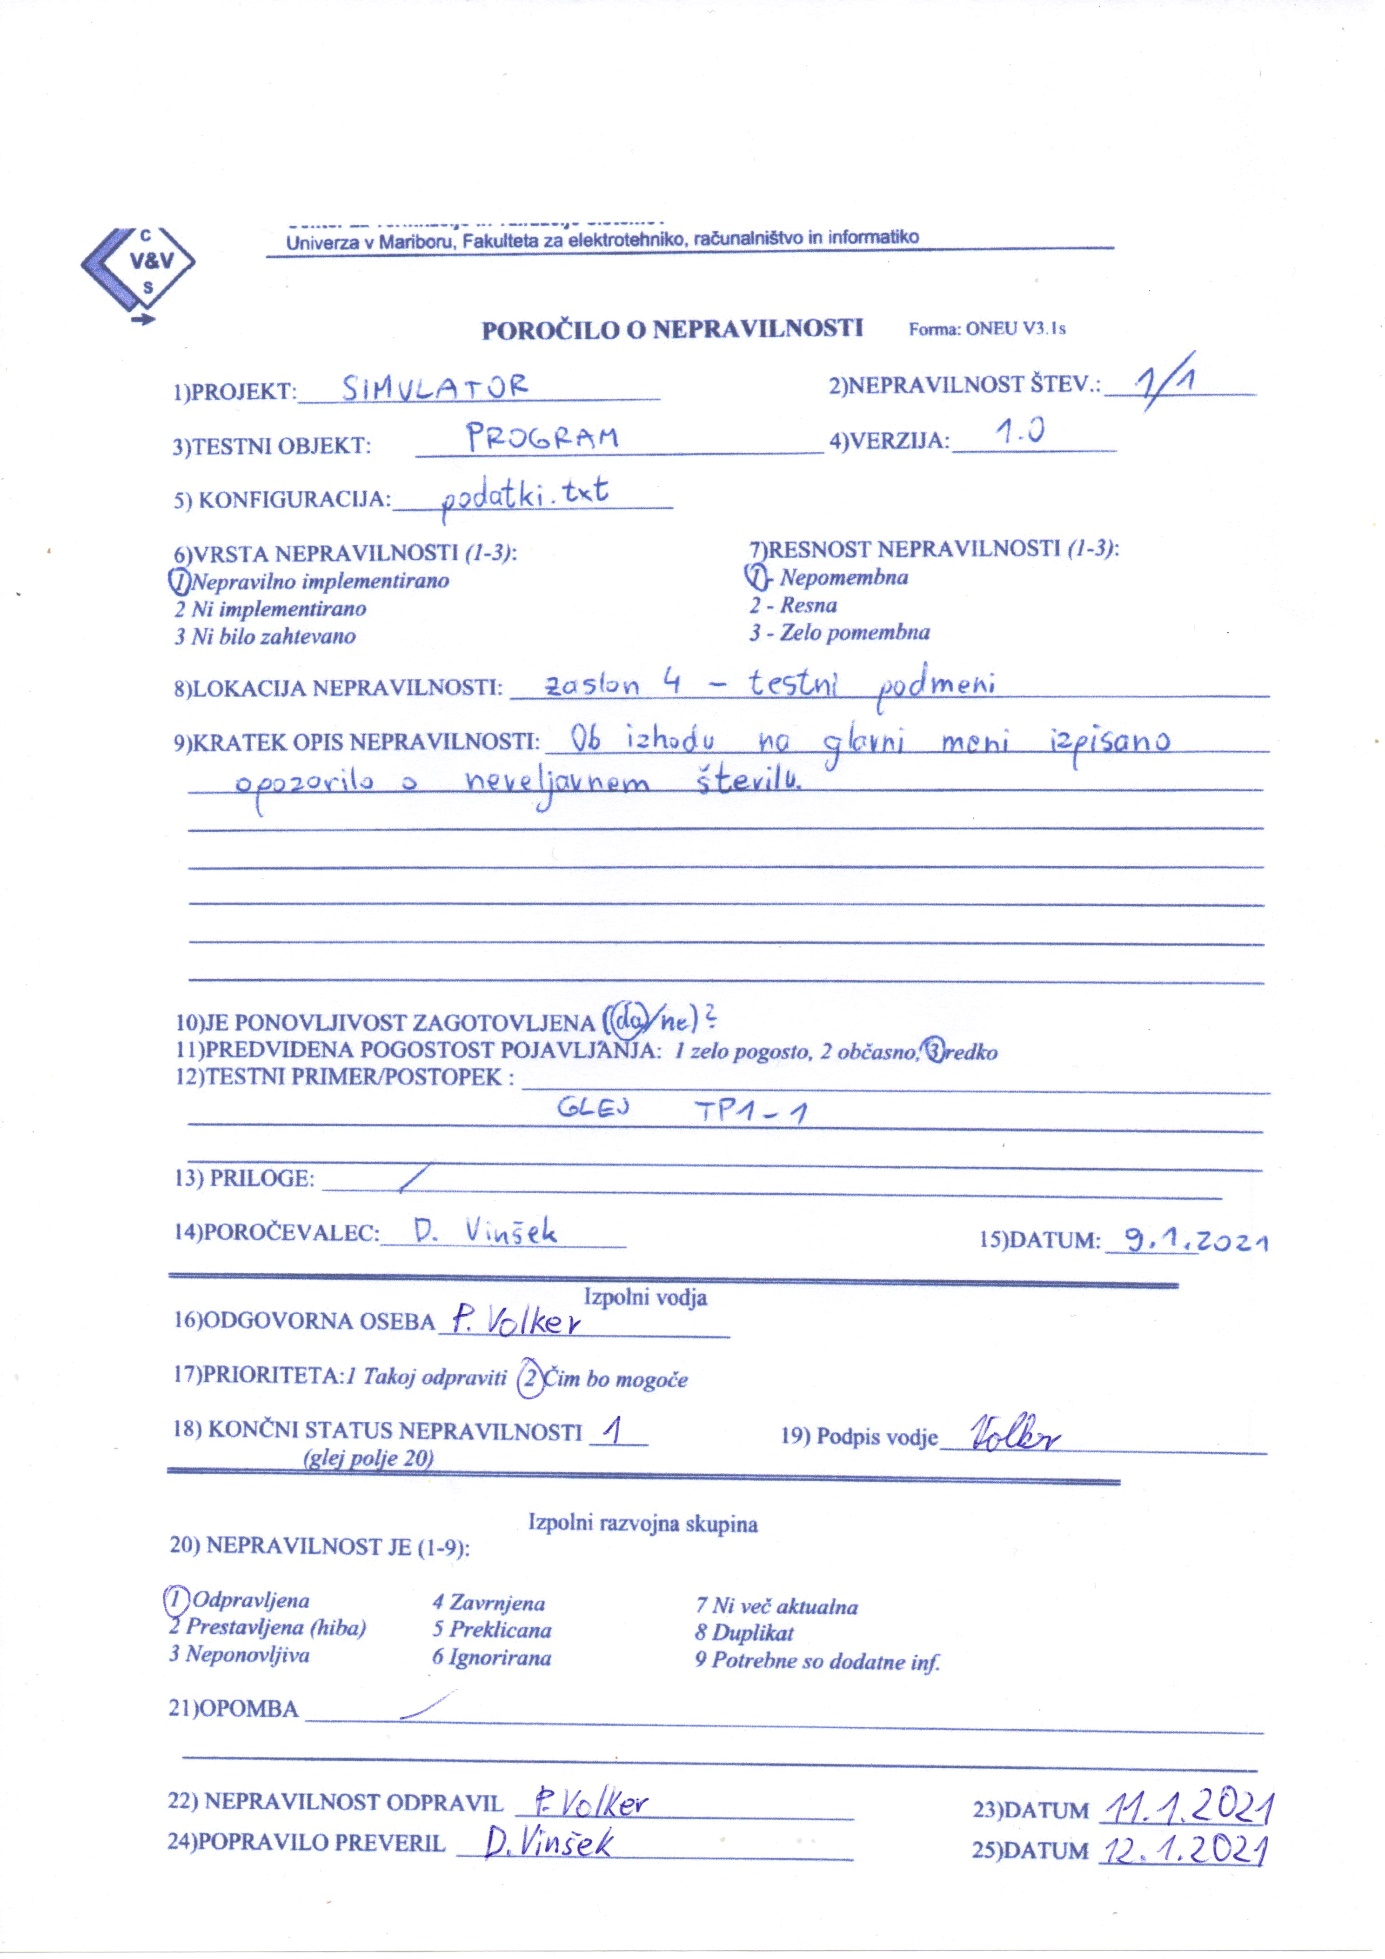 C
V&V
S
Univerza v Mariboru, Fakulteta za elektrotehniko, računalništvo in informatiko
POROČILO O NEPRAVILNOSTI Forma: ONEU V3.1s
1)PROJEKT: SIMULATOR 2)NEPRAVILNOST ŠTEV.: 1/1
3)TESTNI OBJEKT: PROGRAM 4)VERZIJA: 1.0
5) KONFIGURACIJA: podatki.txt
6)VRSTA NEPRAVILNOSTI (1-3): 7)RESNOST NEPRAVILNOSTI (1-3):
1 Nepravilno implementirano 1 - Nepomembna
2 Ni implementirano 2 - Resna
3 Ni bilo zahtevano 3 - Zelo pomembna
8)LOKACIJA NEPRAVILNOSTI: zaslon 4 - testni podmeni
9)KRATEK OPIS NEPRAVILNOSTI: Ob izhodu na glavni meni izpisano
opozorilo o neveljavnem številu.
10)JE PONOVLJIVOST ZAGOTOVLJENA (da/ne) ?
11)PREDVIDENA POGOSTOST POJAVLJANJA: 1 zelo pogosto, 2 občasno, 3 redko
12)TESTNI PRIMER/POSTOPEK :
GLEJ TP1-1
13) PRILOGE: /
14)POROČEVALEC: D. Vinšek 15)DATUM: 9.1.2021
Izpolni vodja
16)ODGOVORNA OSEBA P. Volker
17)PRIORITETA:1 Takoj odpraviti 2 Čim bo mogoče
18) KONČNI STATUS NEPRAVILNOSTI 1 19) Podpis vodje Volker
(glej polje 20)
Izpolni razvojna skupina
20) NEPRAVILNOST JE (1-9):
1 Odpravljena 4 Zavrnjena 7 Ni več aktualna
2 Prestavljena (hiba) 5 Preklicana 8 Duplikat
3 Neponovljiva 6 Ignorirana 9 Potrebne so dodatne inf.
21)OPOMBA /
22) NEPRAVILNOST ODPRAVIL P. Volker 23)DATUM 11.1.2021
24)POPRAVILO PREVERIL D. Vinšek 25)DATUM 12.1.2021